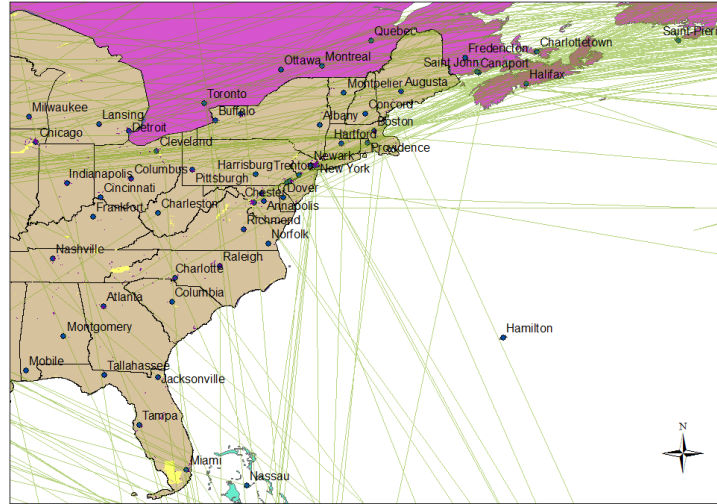 Quebec
Saint-Pierr
Ottawa
Montreal
Fredericton
Charlottetown
Saint John
Canaport
Montpelier
Augusta
Halifax
Toronto
Milwaukee
Lansing
Buffalo
Albany
Concord
Boston
Chicago
Detroit
Hartford
Cleveland
Providence
Newark
Indianapolis
Columbus
Harrisburg
Trenton
New York
Pittsburgh
Cincinnati
Dover
Chester
Annapolis
Frankfort
Charleston
Richmond
Norfolk
Nashville
Raleigh
Charlotte
Atlanta
Columbia
Hamilton
Montgomery
Mobile
Tallahassee
Jacksonville
Tampa
N
Miami
Nassau